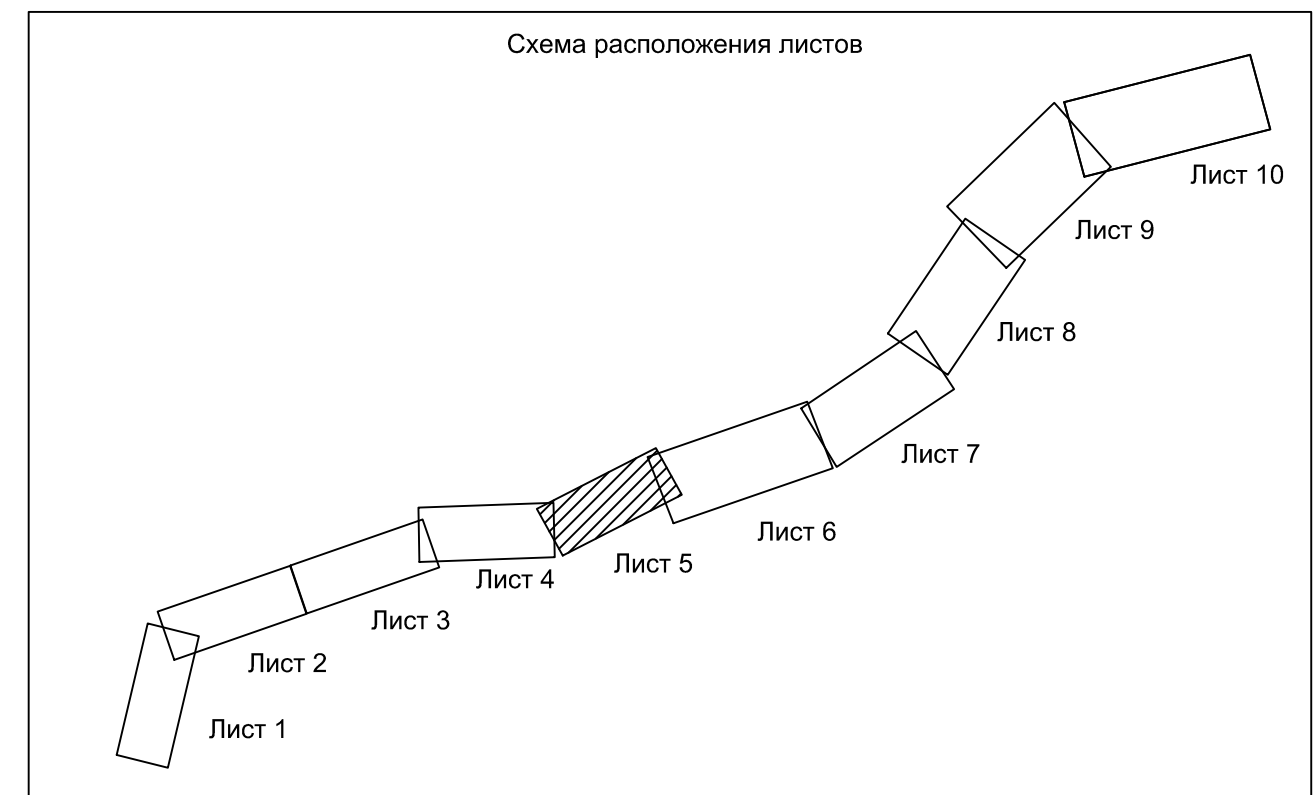 Схема расположения листов
Лист 10
Лист 9
Лист 8
Лист 7
Лист 6
Лист 5
Лист 4
Лист 3
Лист 2
Лист 1